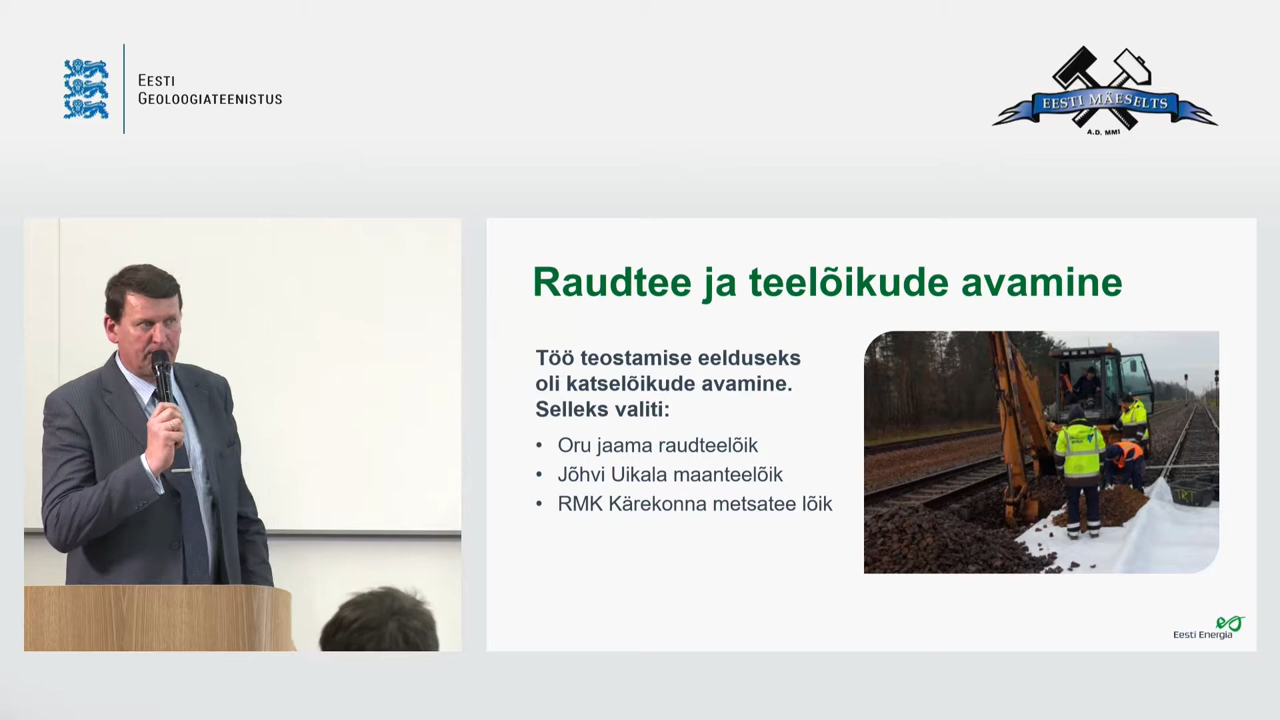 EESTI
GEOLOOGIATEENISTUS
EESTI MÄESELTS
A.D. MMI
Raudtee ja teelõikude avamine
Töö teostamise eelduseks
oli katselõikude avamine.
Selleks valiti:
• Oru jaama raudteelõik
• Jõhvi Uikala maanteelõik
• RMK Kärekonna metsatee lõik
TRT
Eesti Energia